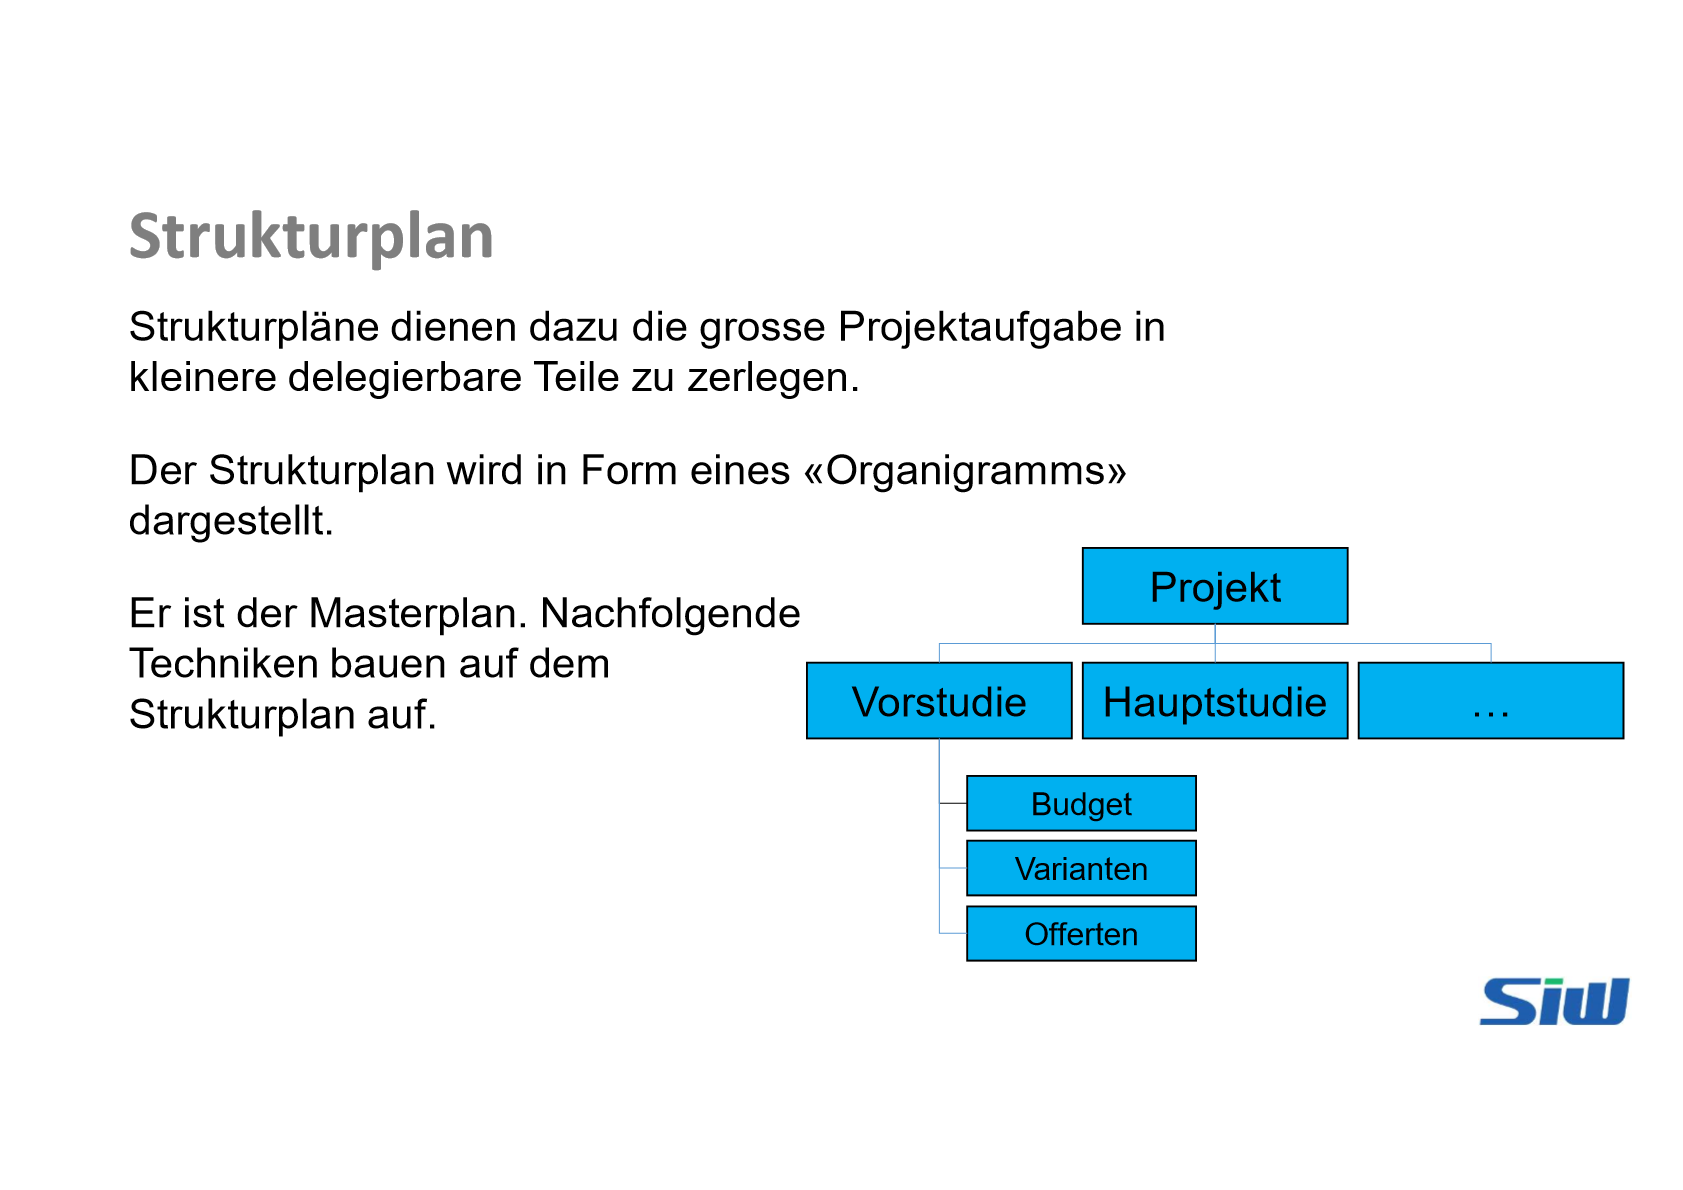 Strukturplan
Strukturpläne dienen dazu die grosse Projektaufgabe in
kleinere delegierbare Teile zu zerlegen.
Der Strukturplan wird in Form eines «Organigramms»
dargestellt.
Er ist der Masterplan. Nachfolgende
Techniken bauen auf dem
Strukturplan auf.
Projekt
Vorstudie
Hauptstudie
…
Budget
Varianten
Offerten
Siw